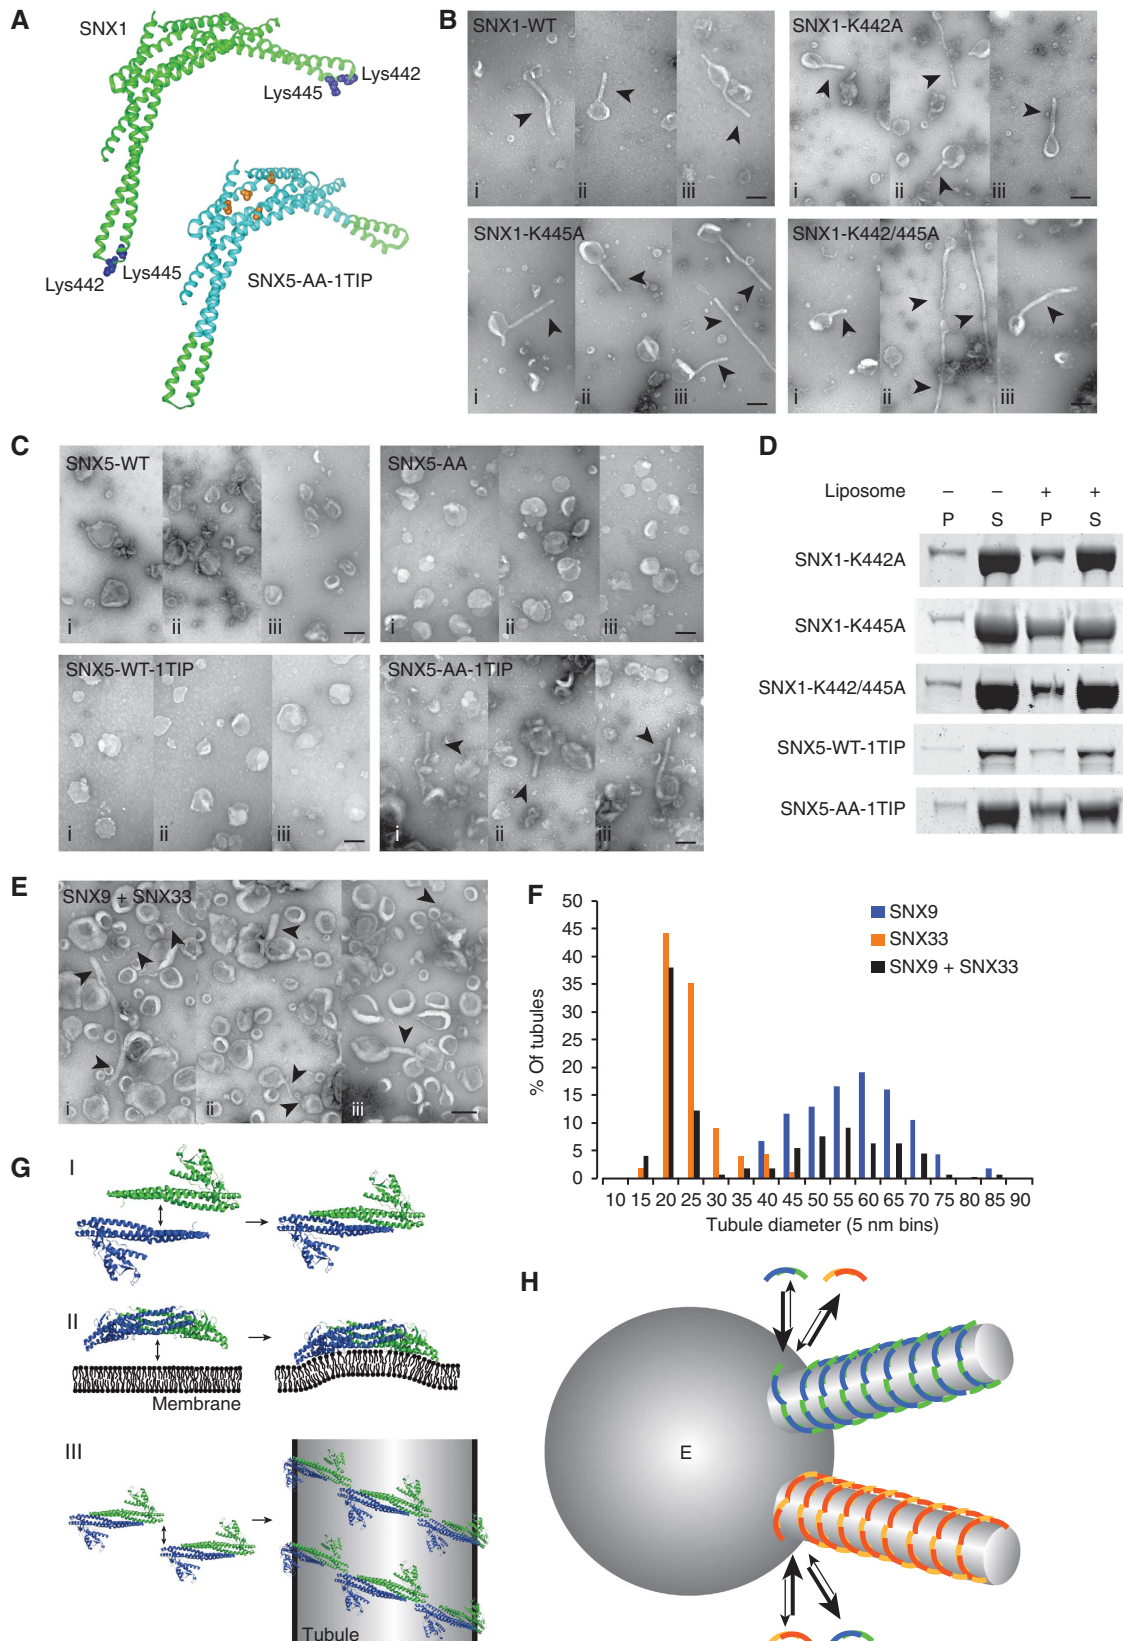 A
SNX1
Lys442
Lys445
Lys442
Lys445
SNX5-AA-1TIP
B
SNX1-WT
i
ii
iii
SNX1-K442A
i
ii
iii
SNX1-K445A
i
ii
iii
SNX1-K442/445A
i
ii
iii
C
SNX5-WT
i
ii
iii
SNX5-AA
i
ii
iii
SNX5-WT-1TIP
i
ii
iii
SNX5-AA-1TIP
i
ii
iii
D
Liposome – – + +
P S P S
SNX1-K442A
SNX1-K445A
SNX1-K442/445A
SNX5-WT-1TIP
SNX5-AA-1TIP
E
SNX9 + SNX33
i
ii
iii
F
SNX9
SNX33
SNX9 + SNX33
% Of tubules
50
45
40
35
30
25
20
15
10
5
0
10 15 20 25 30 35 40 45 50 55 60 65 70 75 80 85 90
Tubule diameter (5 nm bins)
G
I
II
Membrane
III
Tubule
H
E